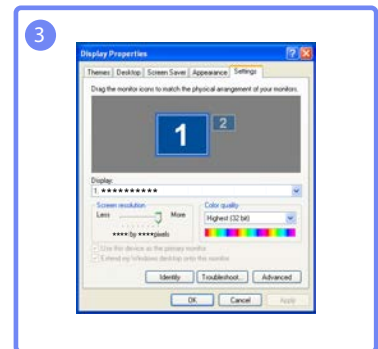 3
Display Properties
Themes Desktop Screen Saver Appearance Settings
Drag the monitor icons to match the physical arrangement of your monitors.
1 2
Display:
1. **********
Screen resolution
Less More
**** by **** pixels
Color quality
Highest (32 bit)
Use this device as the primary monitor
Extend my Windows desktop onto this monitor
Identify Troubleshoot... Advanced
OK Cancel Apply